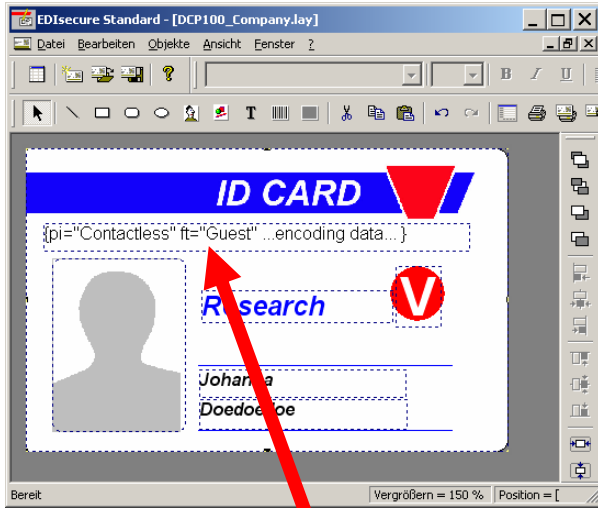 EDIsecure Standard - [DCP100_Company.lay]
Datei Bearbeiten Objekte Ansicht Fenster ?
B I U
T
ID CARD
{pi="Contactless" ft="Guest" ...encoding data... }
V
Research
Johanna
Doedoedoe
Bereit Vergrößern = 150 % Position = [